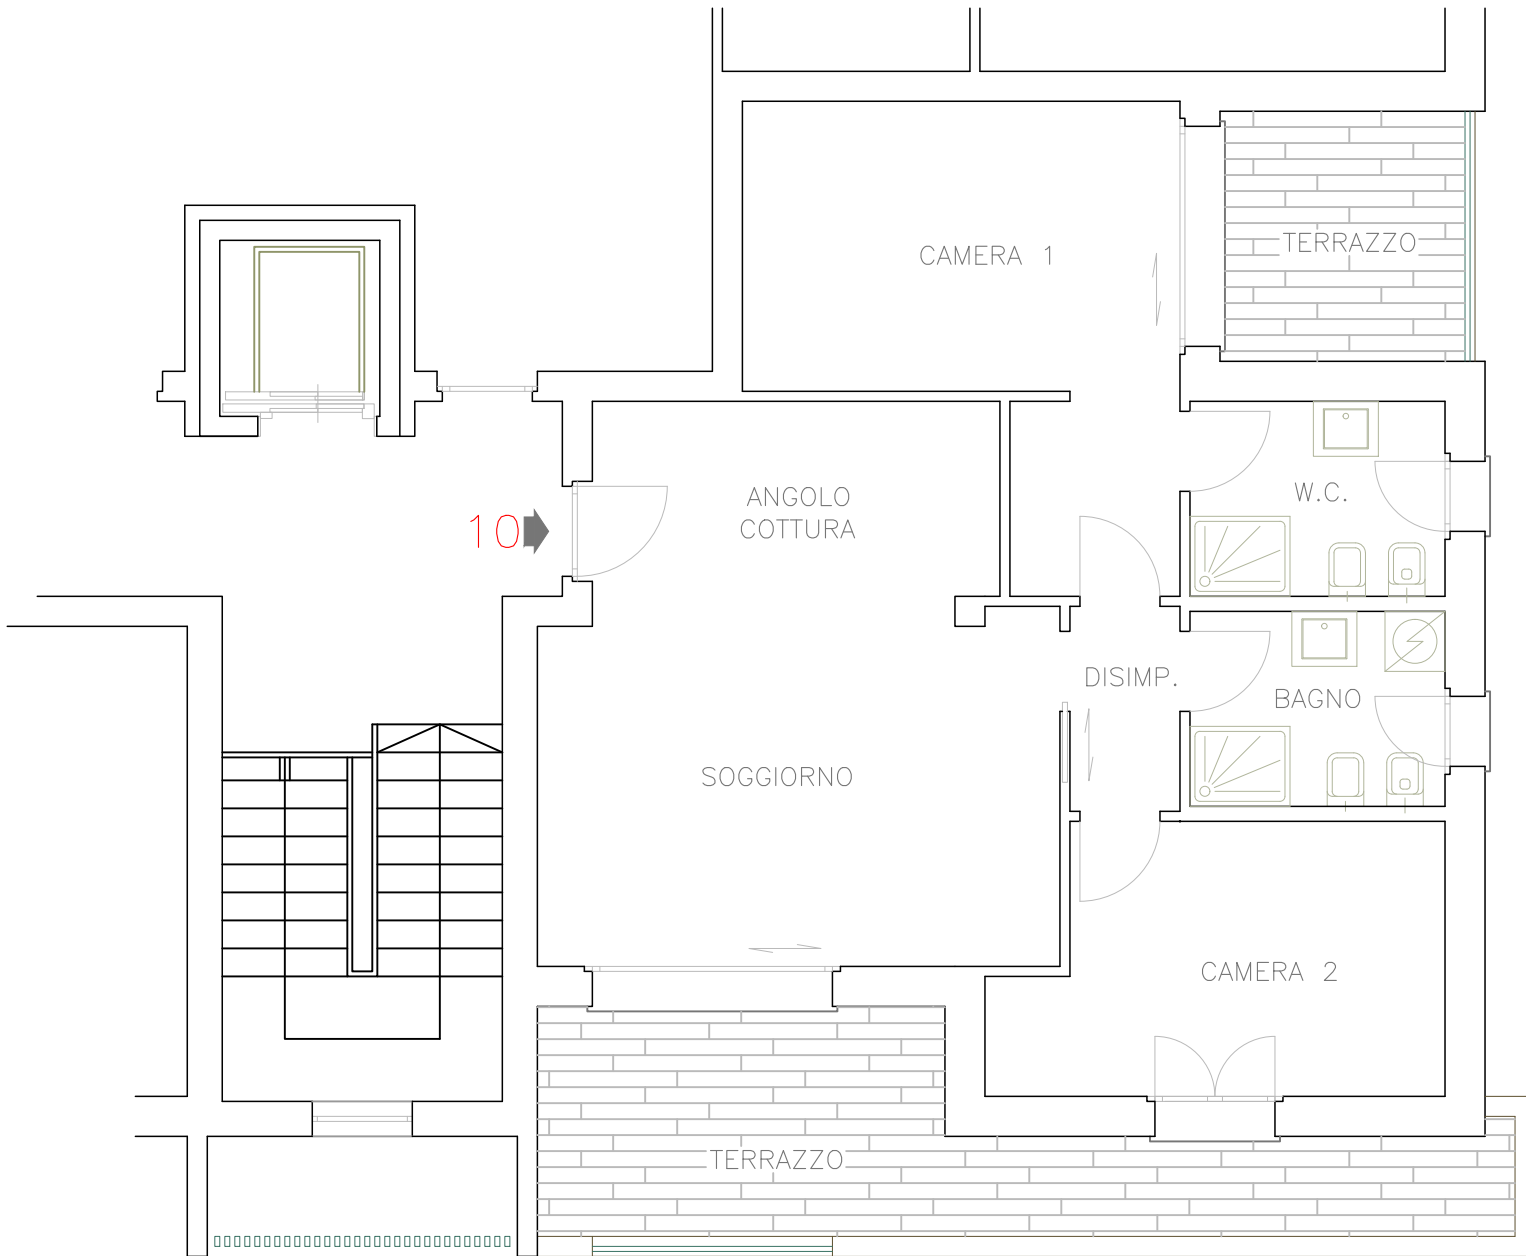 CAMERA 1
TERRAZZO
ANGOLO
COTTURA
W.C.
10
DISIMP.
BAGNO
SOGGIORNO
CAMERA 2
TERRAZZO